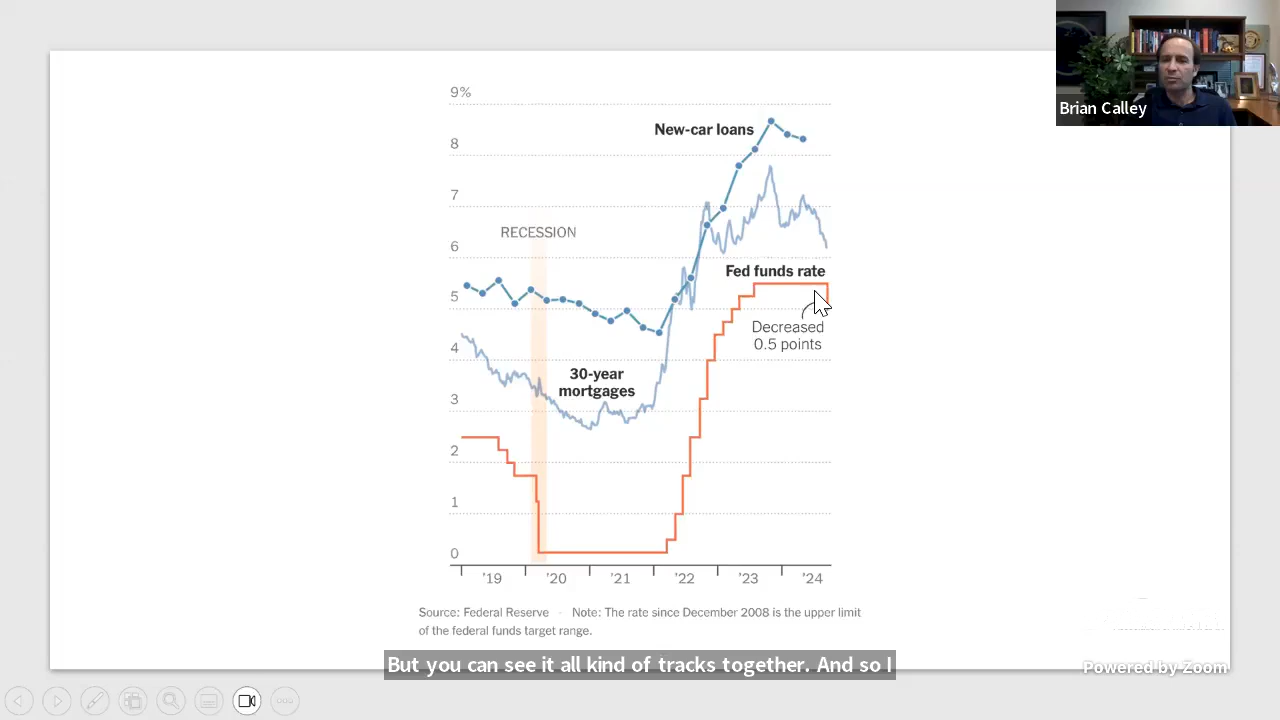 Brian Calley
9%
New-car loans
8
7
RECESSION
6
Fed funds rate
5
Decreased
0.5 points
4
30-year
mortgages
3
2
1
0
'19 '20 '21 '22 '23 '24
Source: Federal Reserve - Note: The rate since December 2008 is the upper limit
of the federal funds target range.
But you can see it all kind of tracks together. And so I
Powered by Zoom